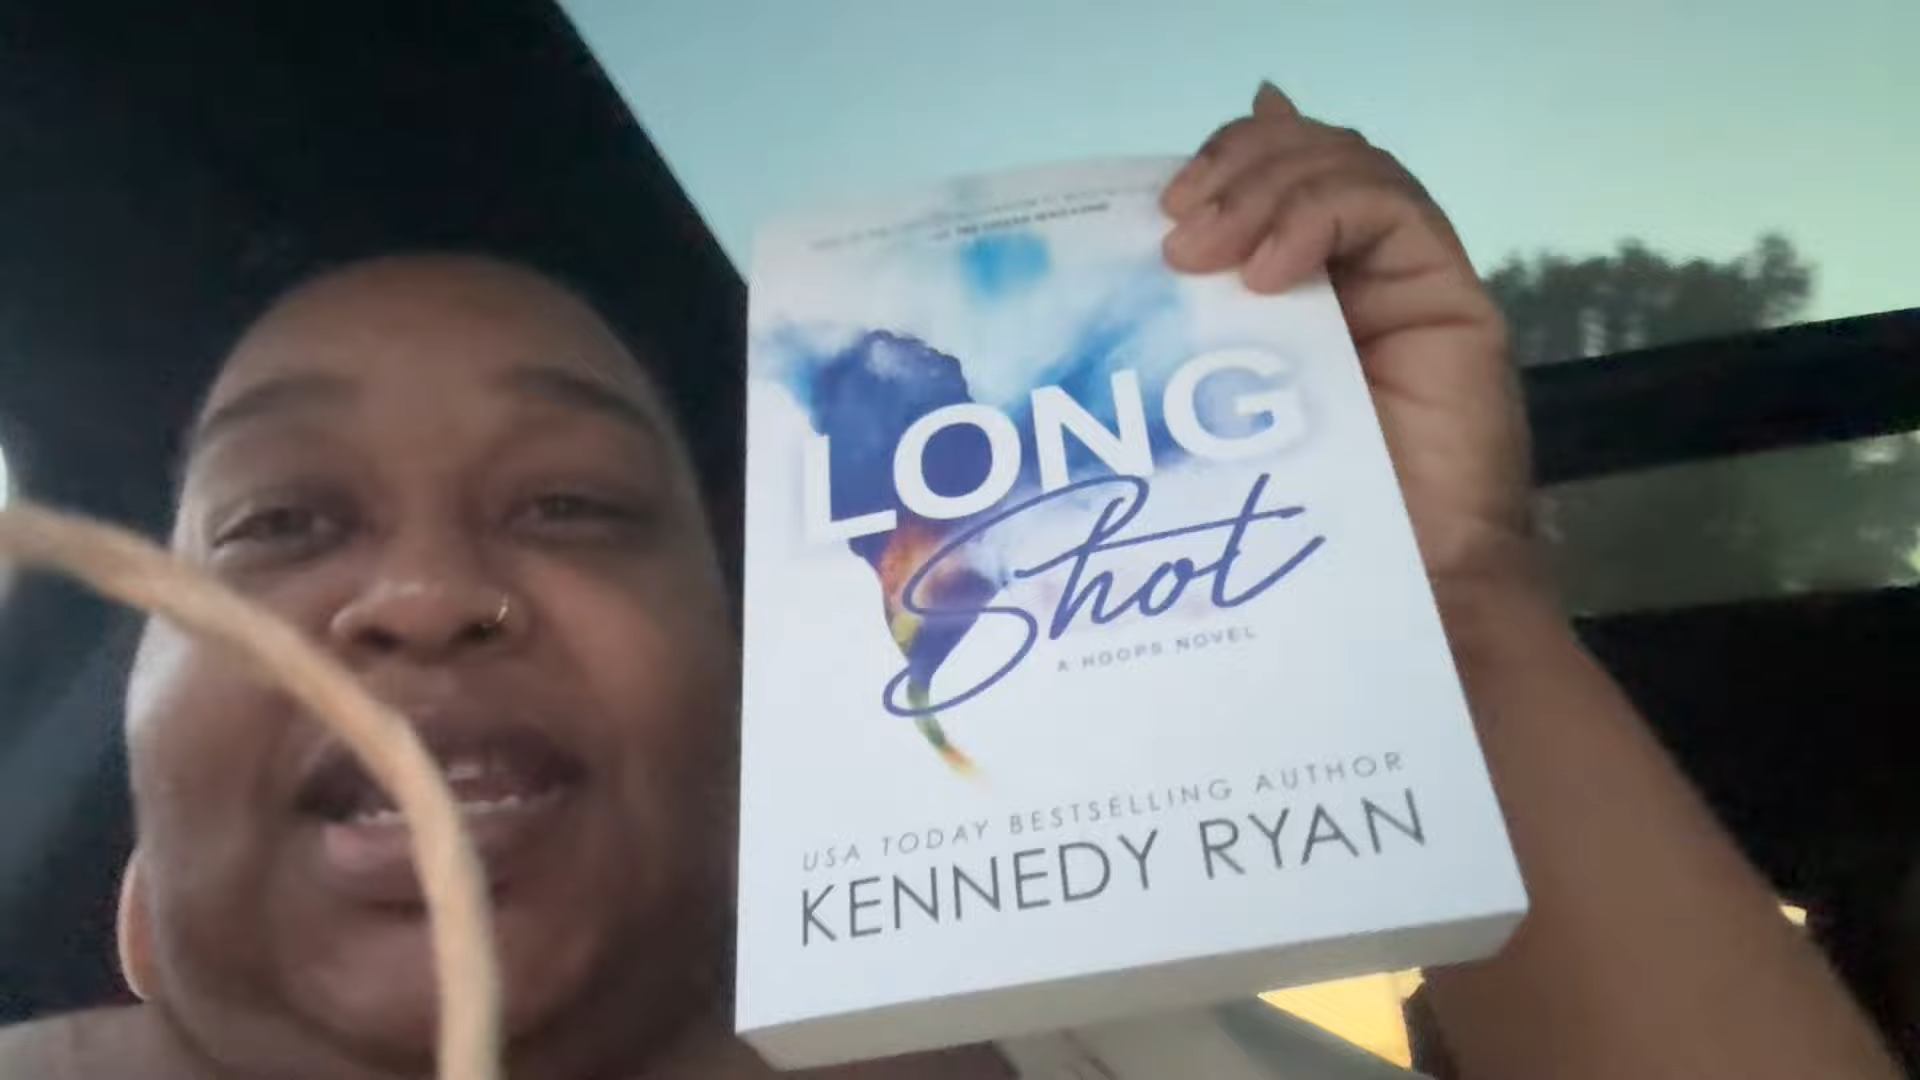 LONG
Shot
A HOOPS NOVEL
USA TODAY BESTSELLING AUTHOR
KENNEDY RYAN